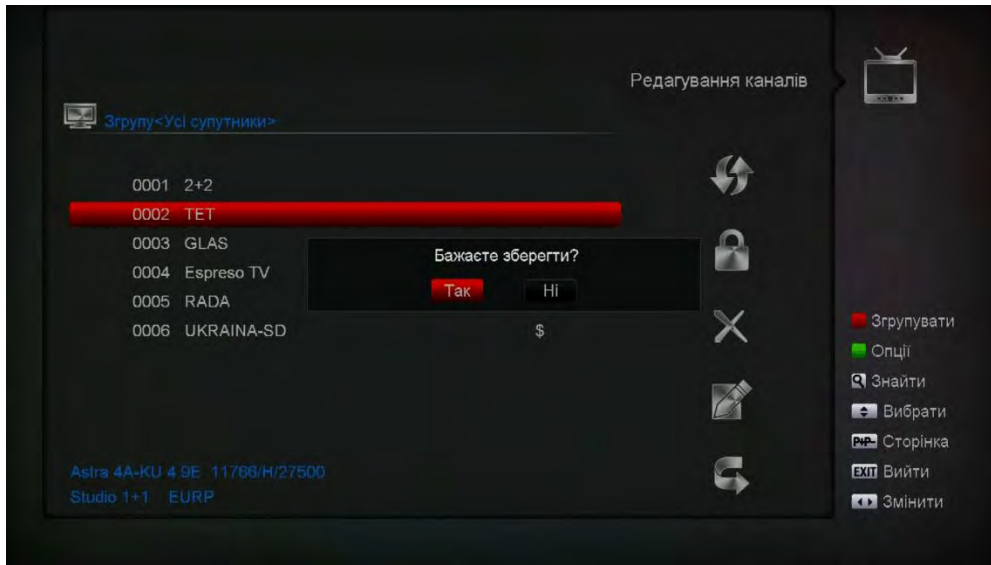 Редагування каналів
Згрупу<Усі супутники>
0001 2+2
0002 ТЕТ
0003 GLAS
0004 Espreso TV
0005 RADA
0006 UKRAINA-SD $
Бажаєте зберегти?
Так Ні
Згрупувати
Опції
Знайти
Вибрати
P+P- Сторінка
EXIT Вийти
Змінити
Astra 4A-KU 4.9E 11766/H/27500
Studio 1+1 EURP